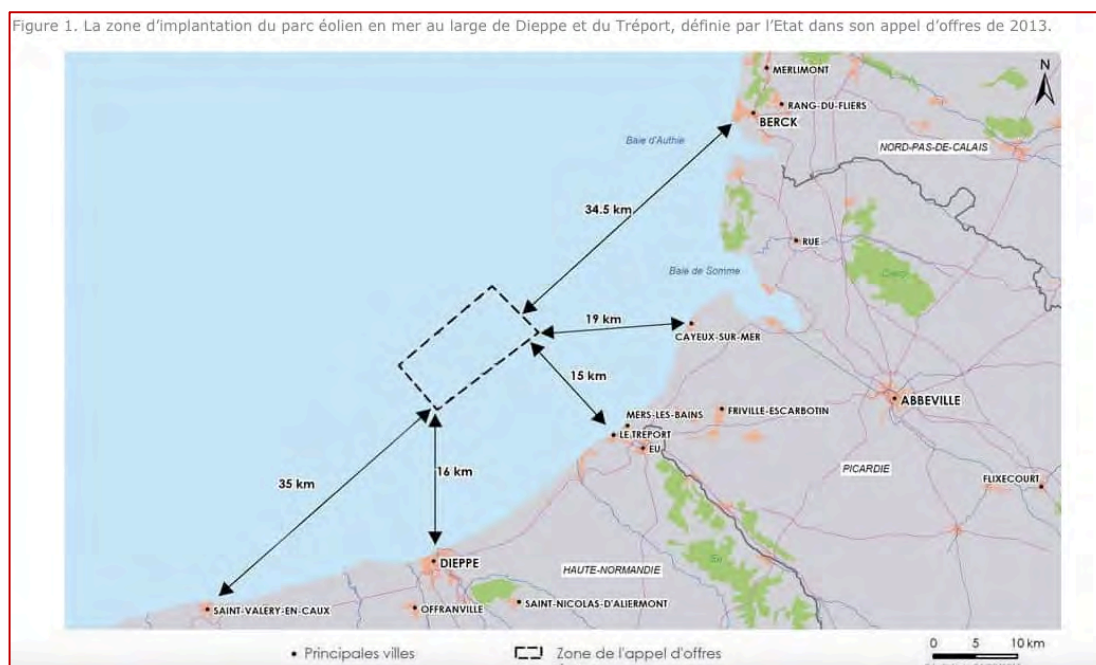 Figure 1. La zone d'implantation du parc éolien en mer au large de Dieppe et du Tréport, définie par l'Etat dans son appel d'offres de 2013.
N
MERLIMONT
RANG-DU-FLIERS
BERCK
Baie d'Authie
NORD-PAS-DE-CALAIS
34.5 km
RUE
Baie de Somme
19 km
CAYEUX-SUR-MER
15 km
ABBEVILLE
MERS-LES-BAINS
FRIVILLE-ESCARBOTIN
LE TREPORT
EU
PICARDIE
16 km
35 km
FLIXECOURT
DIEPPE
HAUTE-NORMANDIE
SAINT-VALERY-EN-CAUX
OFFRANVILLE
SAINT-NICOLAS-D'ALIERMONT
• Principales villes
Zone de l'appel d'offres
0 5 10 km